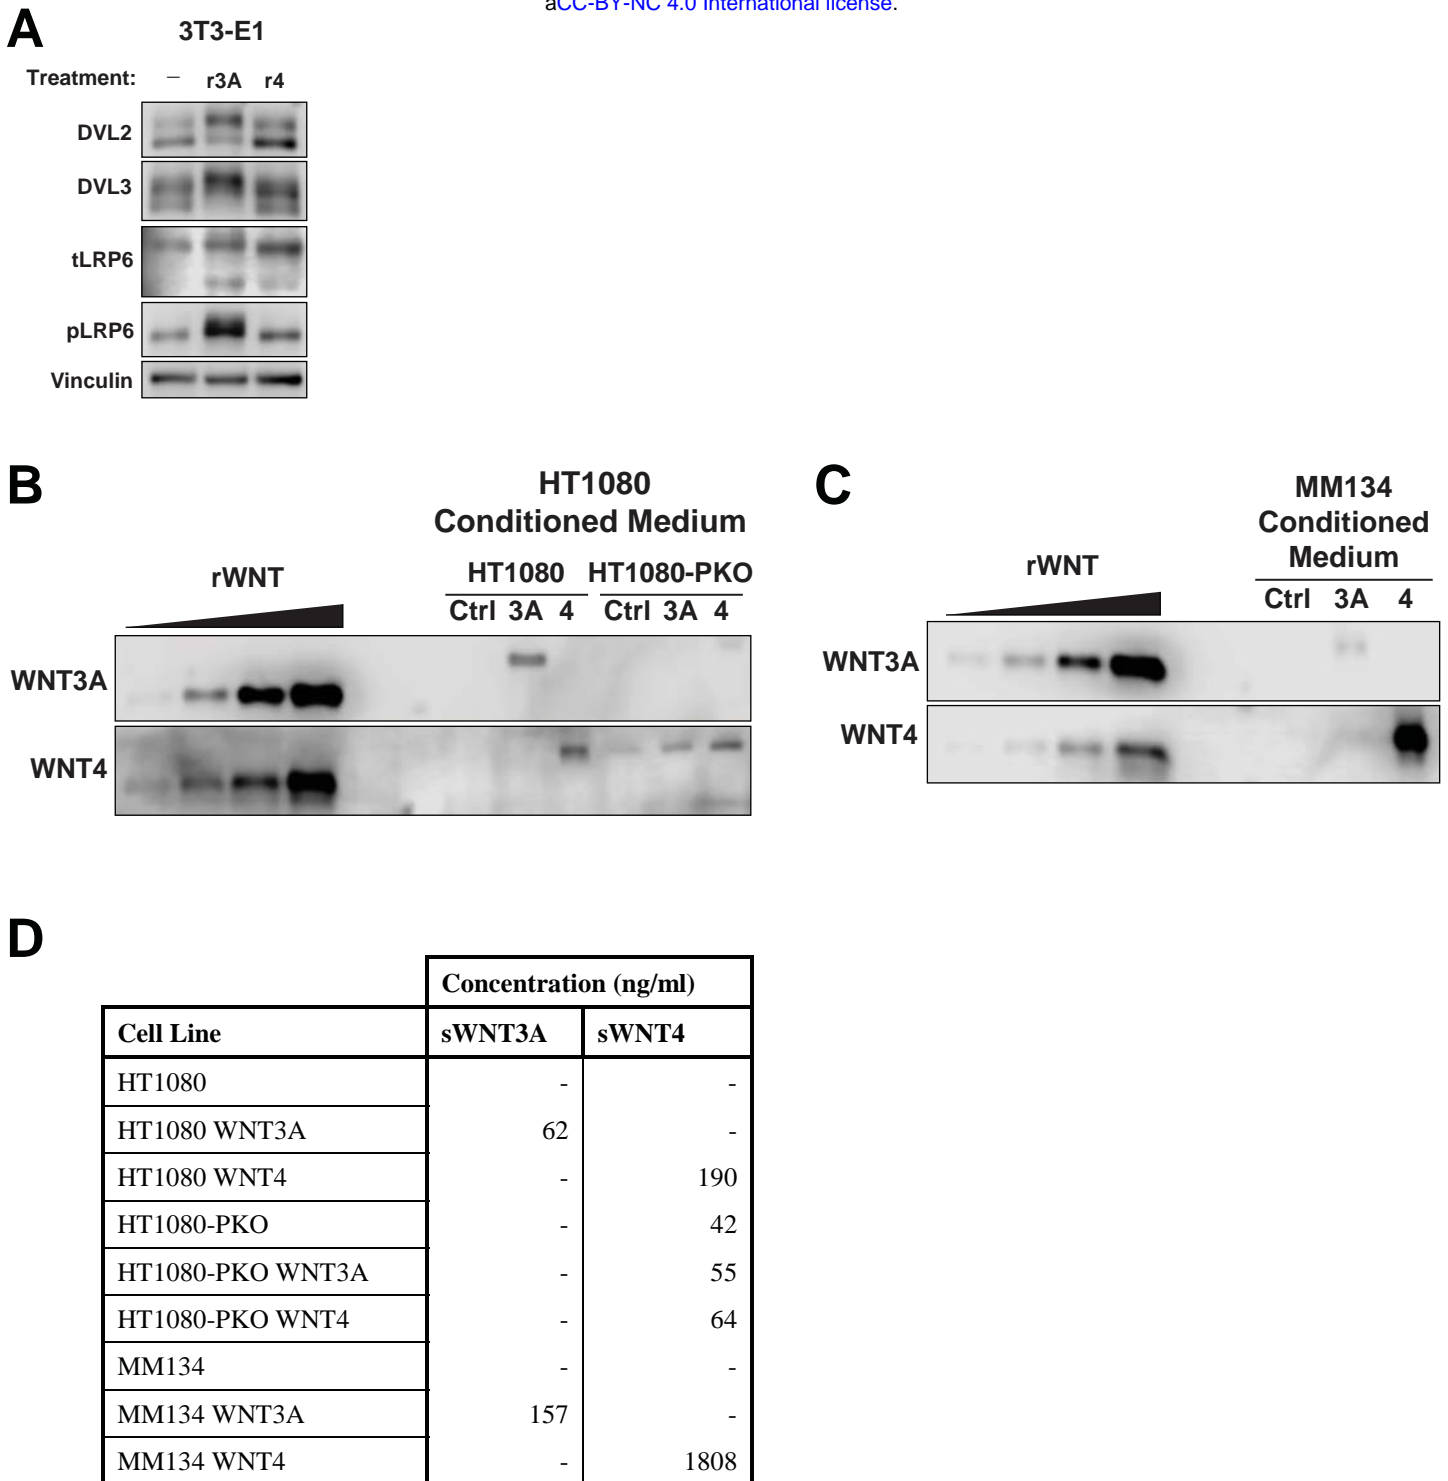 aCC-BY-NC 4.0 International license.
A
3T3-E1
Treatment: – r3A r4
DVL2
DVL3
tLRP6
pLRP6
Vinculin
B
HT1080
Conditioned Medium
rWNT
HT1080 HT1080-PKO
Ctrl 3A 4 Ctrl 3A 4
WNT3A
WNT4
C
MM134
Conditioned
Medium
rWNT
Ctrl 3A 4
WNT3A
WNT4
D
Concentration (ng/ml)
Cell Line sWNT3A sWNT4
HT1080 - -
HT1080 WNT3A 62 -
HT1080 WNT4 - 190
HT1080-PKO - 42
HT1080-PKO WNT3A - 55
HT1080-PKO WNT4 - 64
MM134 - -
MM134 WNT3A 157 -
MM134 WNT4 - 1808